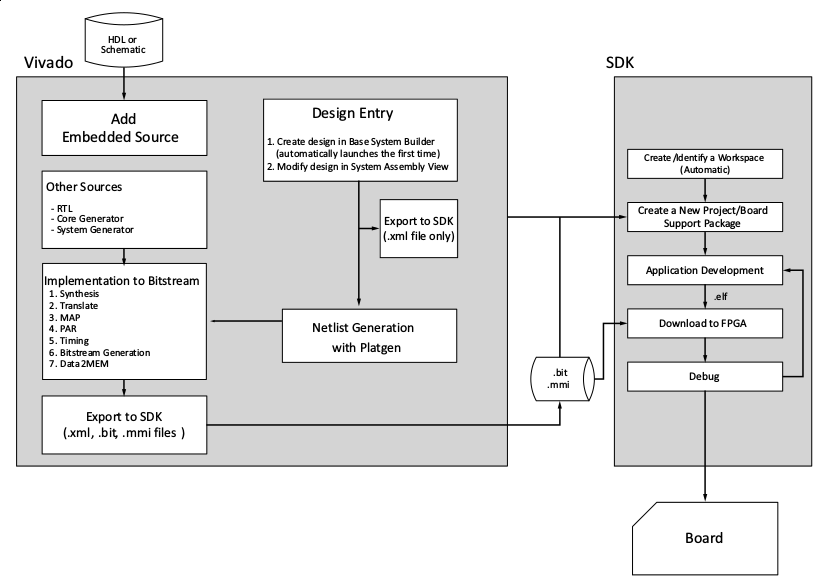 HDL or
Schematic
Vivado
Add
Embedded Source
Design Entry
1. Create design in Base System Builder
(automatically launches the first time)
2. Modify design in System Assembly View
Other Sources
- RTL
- Core Generator
- System Generator
Export to SDK
(.xml file only)
Implementation to Bitstream
1. Synthesis
2. Translate
3. MAP
4. PAR
5. Timing
6. Bitstream Generation
7. Data2MEM
Netlist Generation
with Platgen
Export to SDK
(.xml, .bit, .mmi files )
.bit
.mmi
SDK
Create/Identify a Workspace
(Automatic)
Create a New Project/Board
Support Package
Application Development
.elf
Download to FPGA
Debug
Board